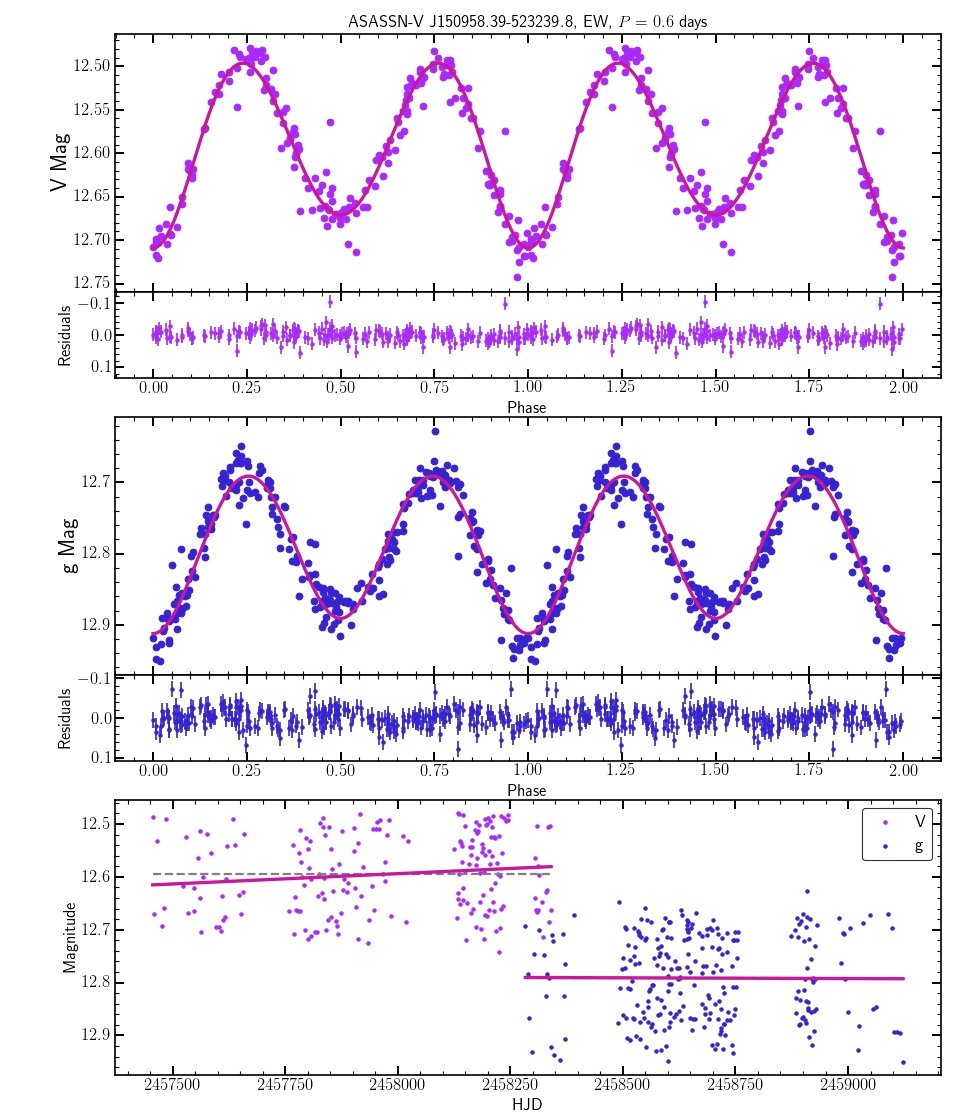 ASASSN-V J150958.39-523239.8, EW, P = 0.6 days
V Mag
12.50
12.55
12.60
12.65
12.70
12.75
Residuals
−0.1
0.0
0.1
0.00 0.25 0.50 0.75 1.00 1.25 1.50 1.75 2.00
Phase
g Mag
12.7
12.8
12.9
Residuals
−0.1
0.0
0.1
0.00 0.25 0.50 0.75 1.00 1.25 1.50 1.75 2.00
Phase
Magnitude
12.5
12.6
12.7
12.8
12.9
V
g
2457500 2457750 2458000 2458250 2458500 2458750 2459000
HJD